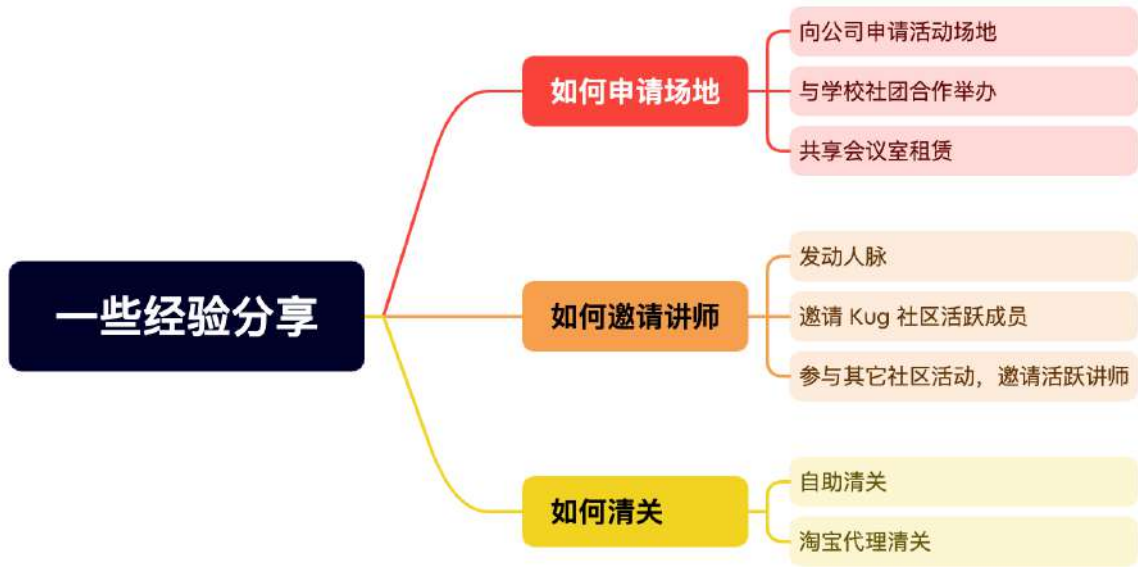 一些经验分享
如何申请场地
向公司申请活动场地
与学校社团合作举办
共享会议室租赁
如何邀请讲师
发动人脉
邀请 Kug 社区活跃成员
参与其它社区活动，邀请活跃讲师
如何清关
自助清关
淘宝代理清关